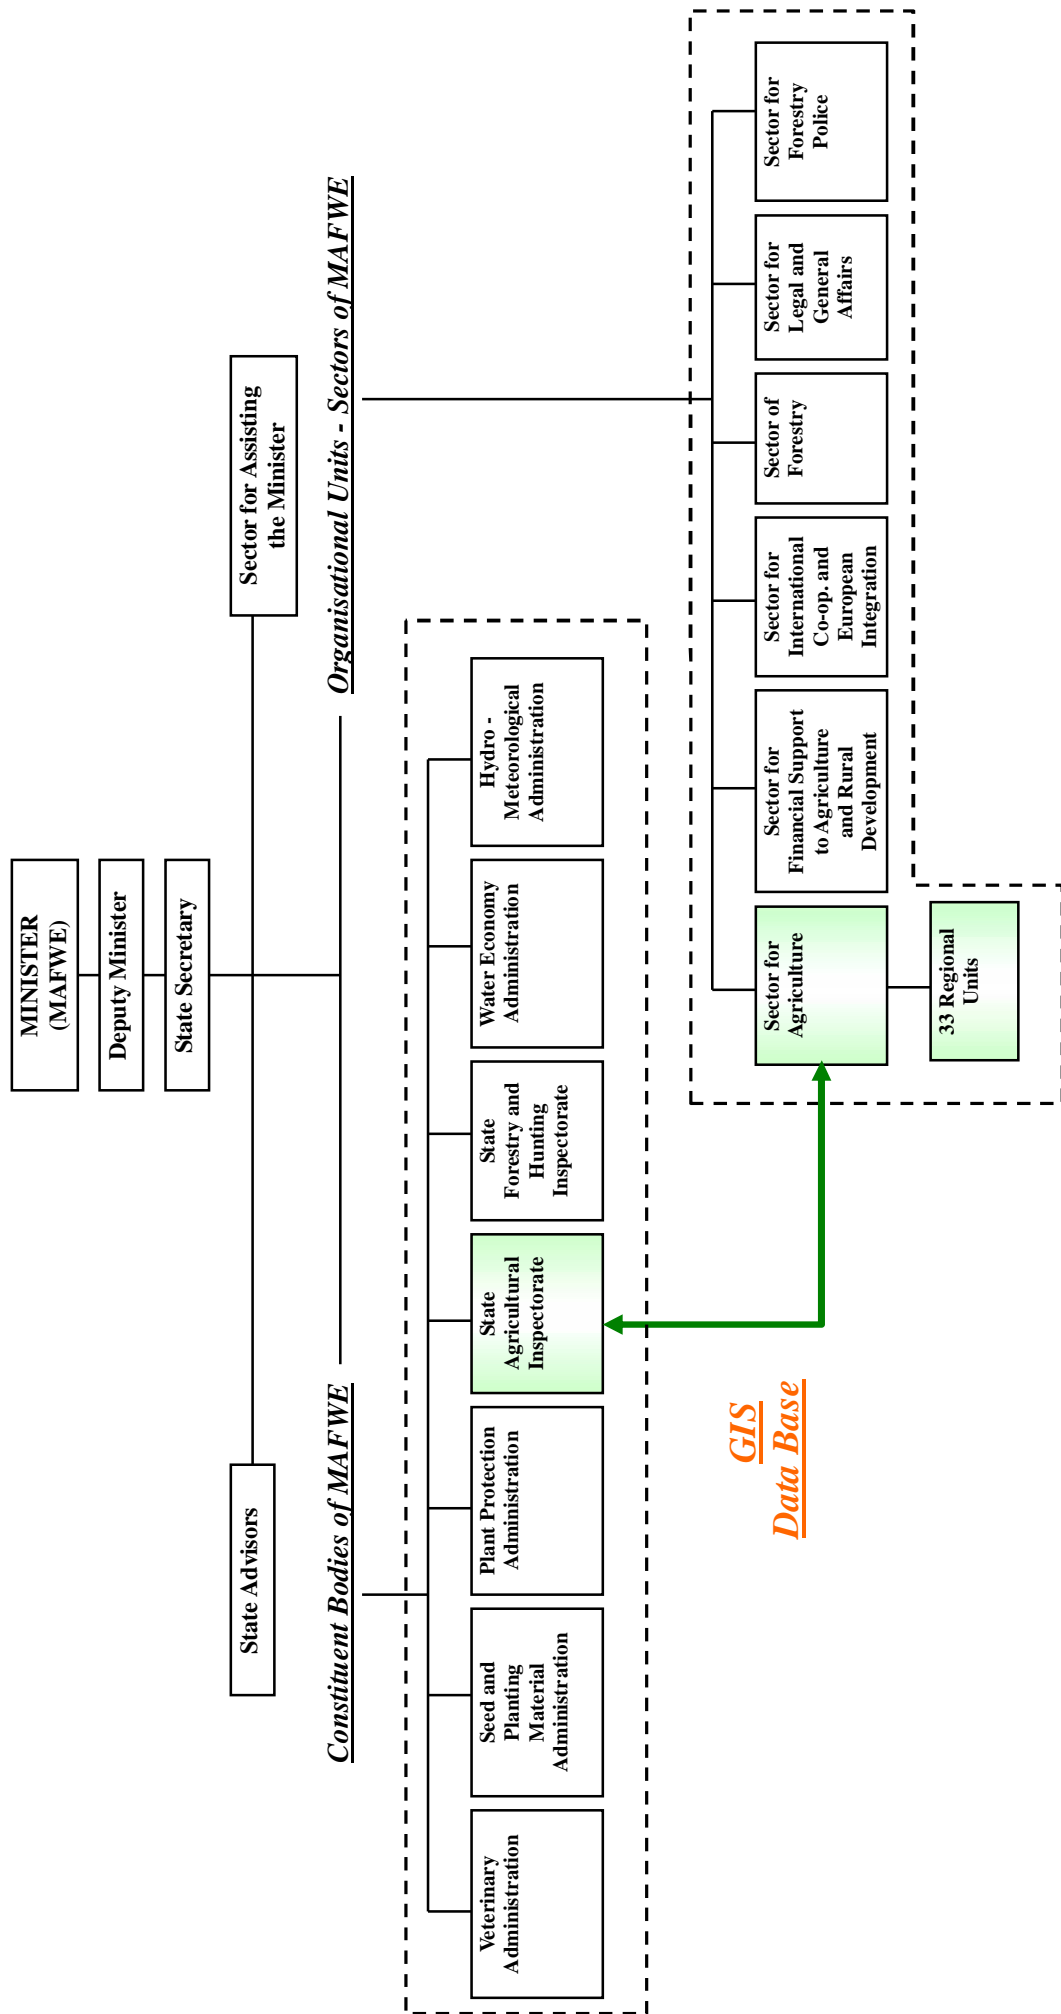 MINISTER
(MAFWE)
Deputy Minister
State Secretary
State Advisors
Sector for Assisting
the Minister
Constituent Bodies of MAFWE
Organisational Units - Sectors of MAFWE
Veterinary
Administration
Seed and
Planting
Material
Administration
Plant Protection
Administration
State
Agricultural
Inspectorate
State
Forestry and
Hunting
Inspectorate
Water Economy
Administration
Hydro -
Meteorological
Administration
GIS
Data Base
Sector for
Agriculture
Sector for
Financial Support
to Agriculture
and Rural
Development
Sector for
International
Co-op. and
European
Integration
Sector of
Forestry
Sector for
Legal and
General
Affairs
Sector for
Forestry
Police
33 Regional
Units